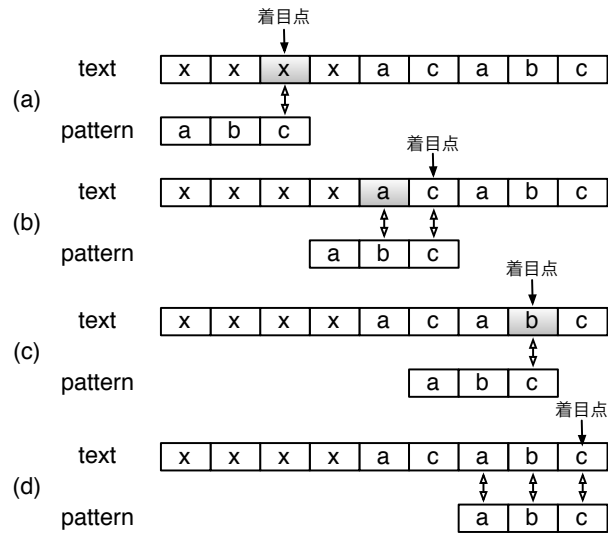 着目点
text x x x x a c a b c
(a)
pattern a b c
着目点
text x x x x a c a b c
(b)
pattern a b c
着目点
text x x x x a c a b c
(c)
pattern a b c
着目点
text x x x x a c a b c
(d)
pattern a b c